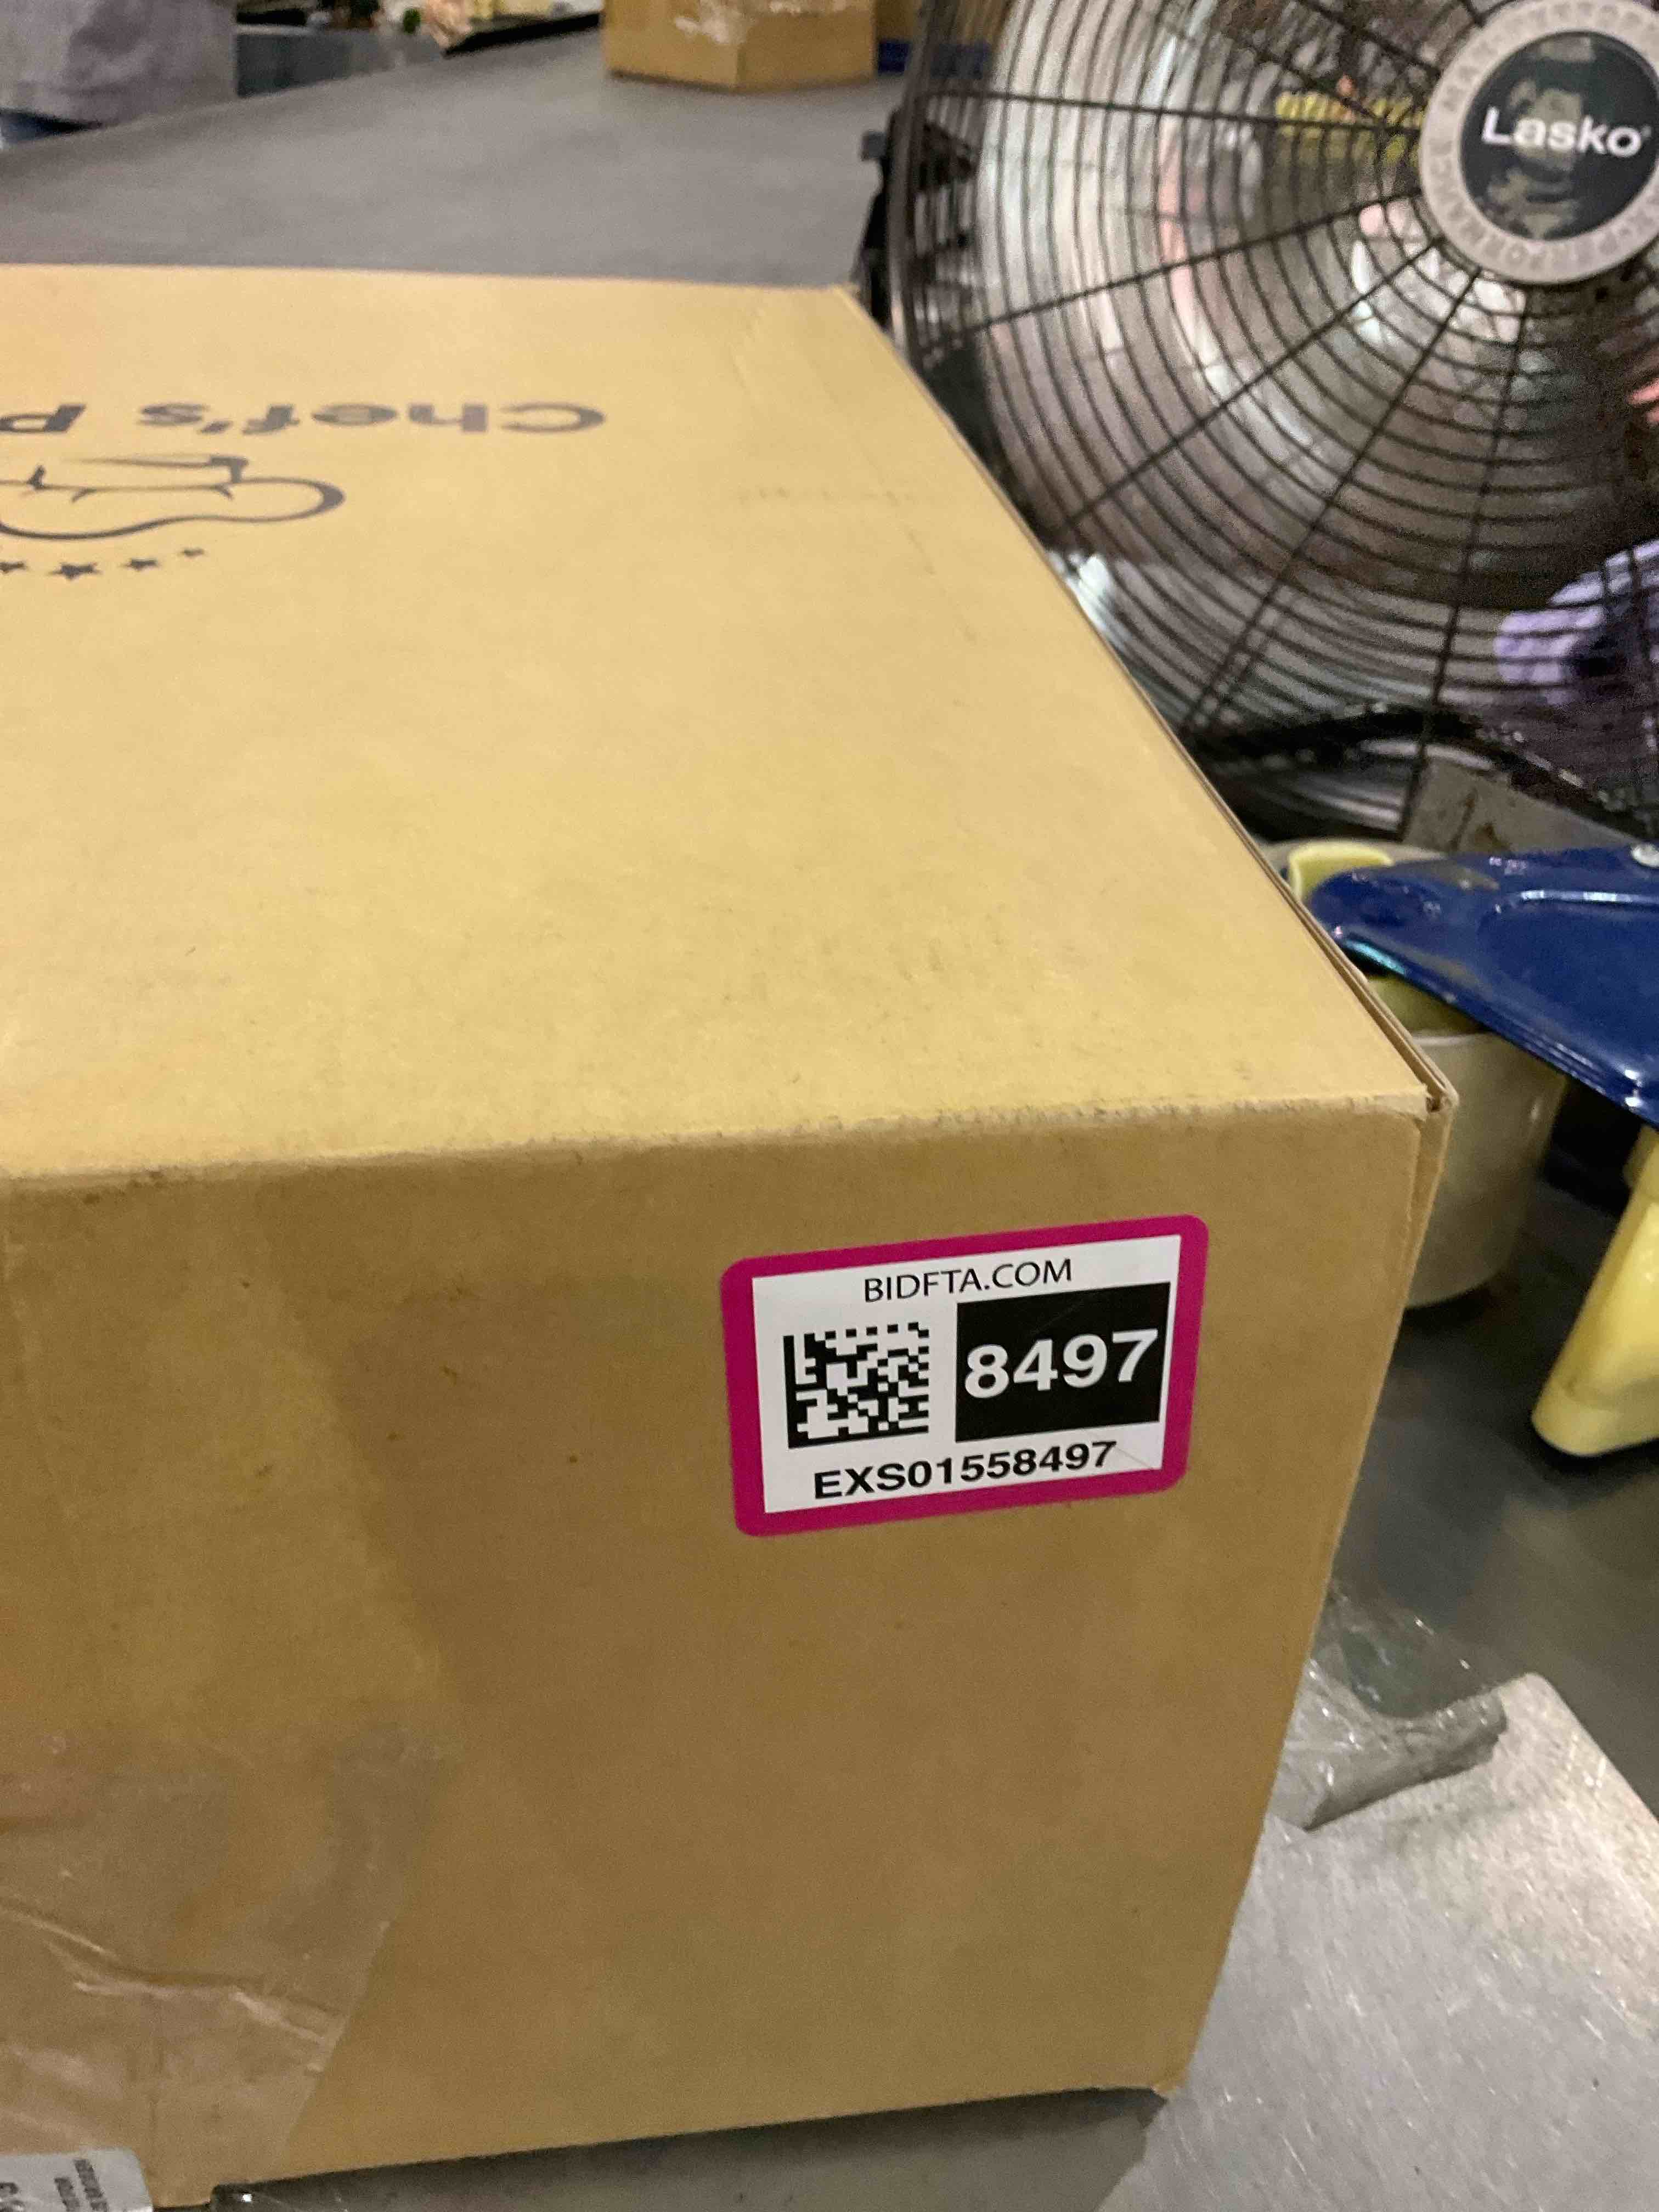 Lasko
Chef's P
BIDFTA.COM
8497
EXS01558497